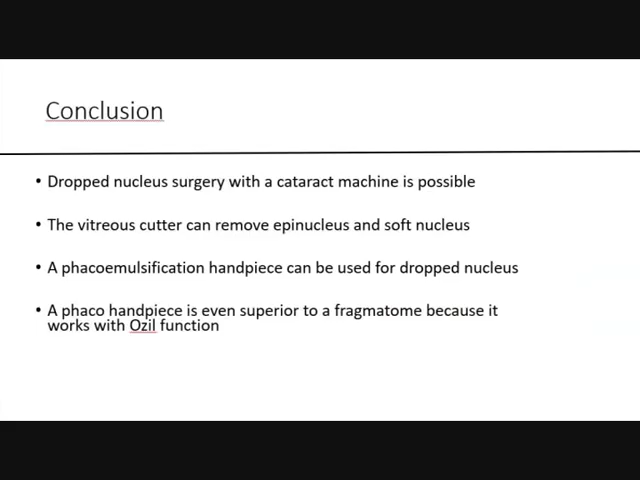 Conclusion
• Dropped nucleus surgery with a cataract machine is possible
• The vitreous cutter can remove epinucleus and soft nucleus
• A phacoemulsification handpiece can be used for dropped nucleus
• A phaco handpiece is even superior to a fragmatome because it
works with Ozil function